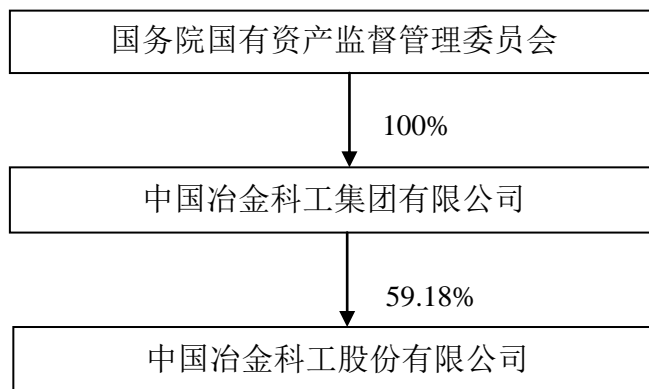 国务院国有资产监督管理委员会
100%
中国冶金科工集团有限公司
59.18%
中国冶金科工股份有限公司